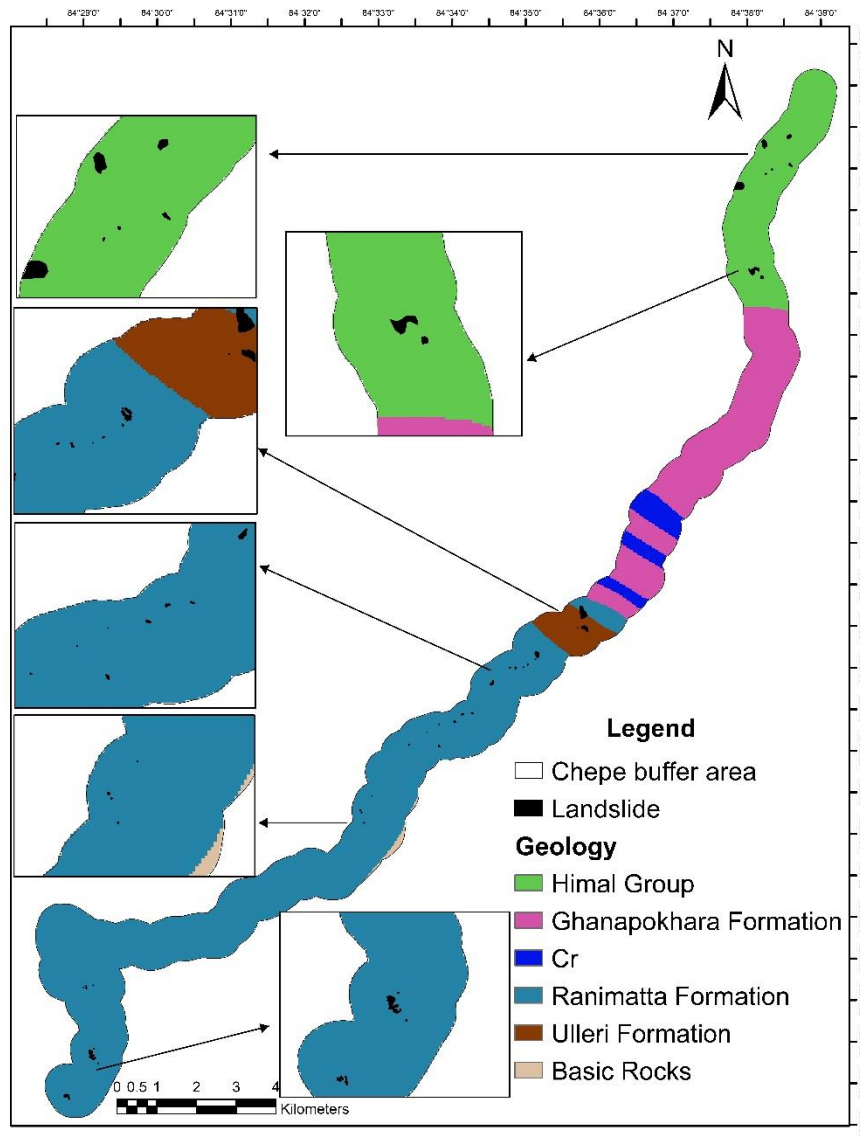 84°29'0" 84°30'0" 84°31'0" 84°32'0" 84°33'0" 84°34'0" 84°35'0" 84°36'0" 84°37'0" 84°38'0" 84°39'0"
N
Legend
Chepe buffer area
Landslide
Geology
Himal Group
Ghanapokhara Formation
Cr
Ranimatta Formation
Ulleri Formation
Basic Rocks
0 0.5 1 2 3 4
Kilometers